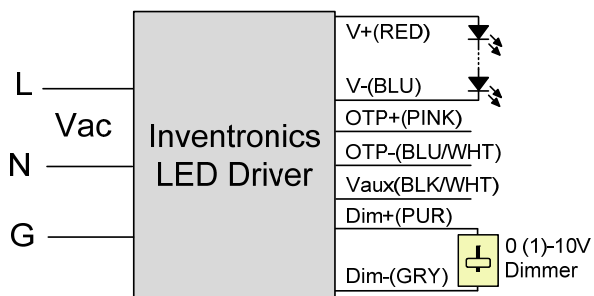 V+(RED)
L
V-(BLU)
Vac
OTP+(PINK)
Inventronics
LED Driver
N
OTP-(BLU/WHT)
Vaux(BLK/WHT)
Dim+(PUR)
G
0 (1)-10V
Dimmer
Dim-(GRY)